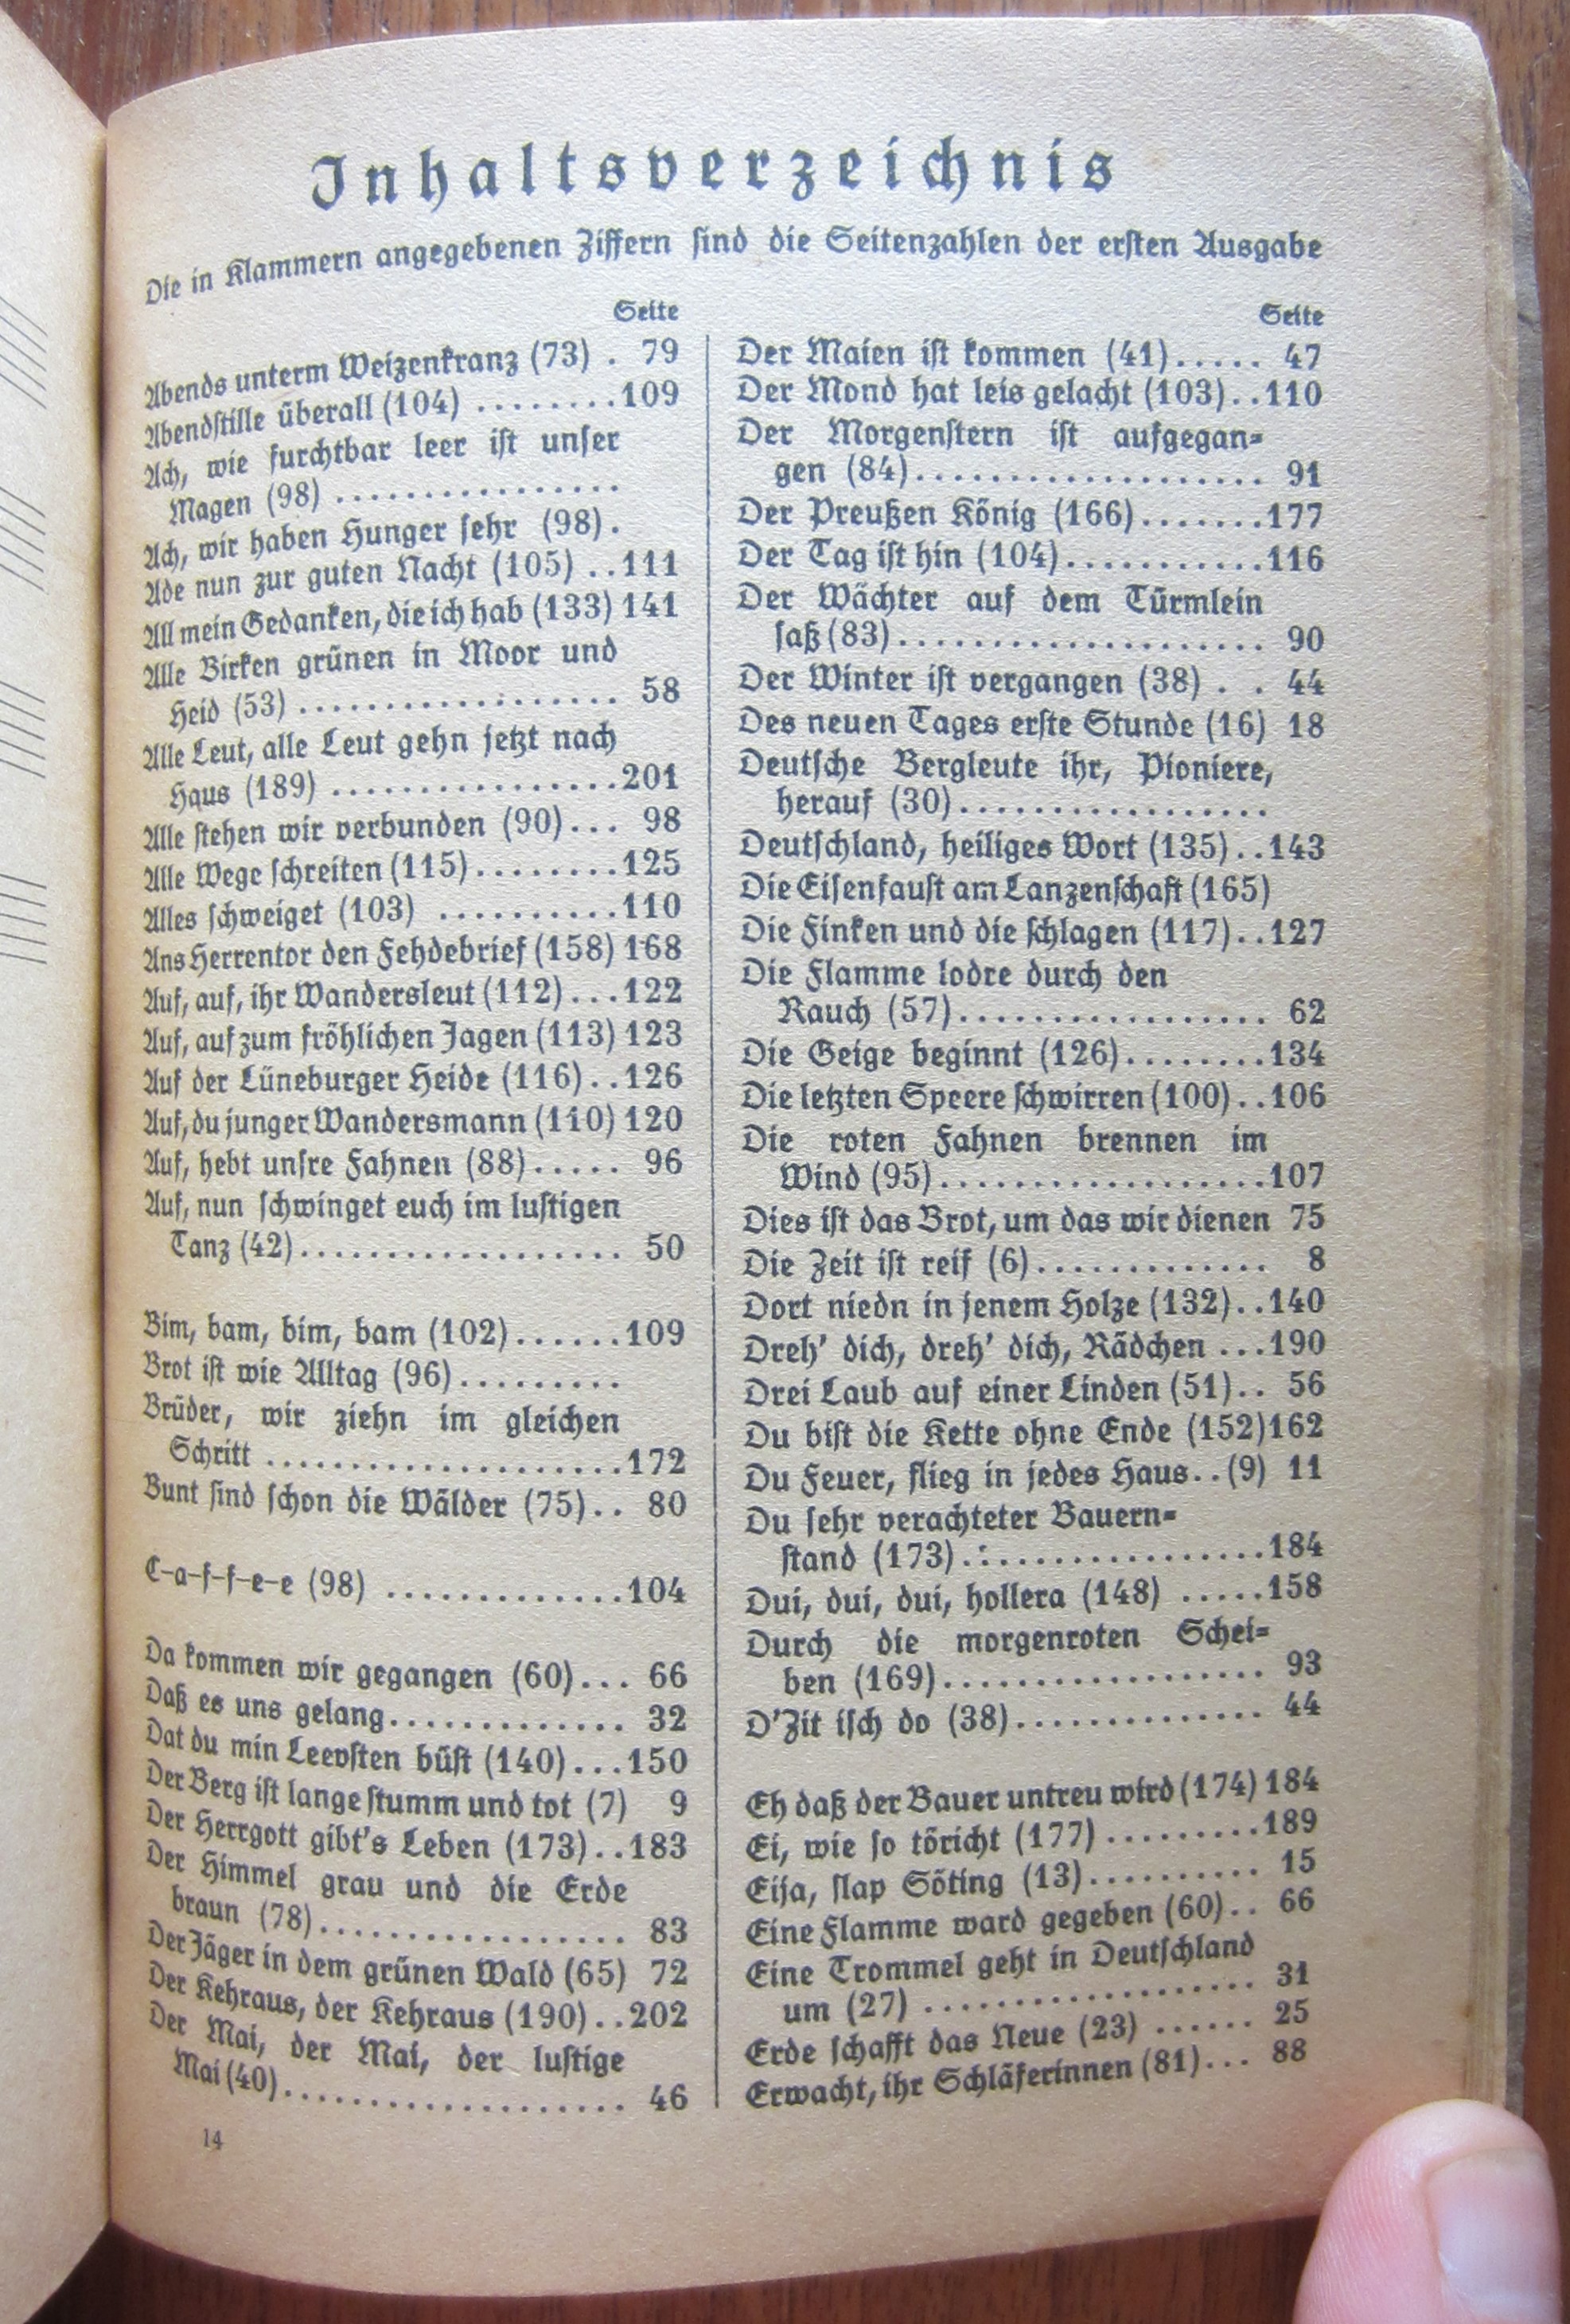 Inhaltsverzeichnis
Die in Klammern angegebenen Ziffern sind die Seitenzahlen der ersten Ausgabe
Seite
Abends unterm Weizenkranz (73) . 79
Abendstille überall (104) .........109
Ach, wie furchtbar leer ist unser
Magen (98) ................
Ach, wir haben Hunger sehr (98).
Ade nun zur guten Nacht (105) ..111
All mein Gedanken, die ich hab (133) 141
Alle Birken grünen in Moor und
Heid (53) .................. 58
Alle Leut, alle Leut gehn jetzt nach
Haus (189) ................201
Alle stehen wir verbunden (90)... 98
Alle Wege schreiten (115)........125
Alles schweiget (103) ..........110
Ans Herrentor den Fehdebrief (158) 168
Auf, auf, ihr Wandersleut (112)...122
Auf, auf zum fröhlichen Jagen (113) 123
Auf der Lüneburger Heide (116)..126
Auf, du junger Wandersmann (110) 120
Auf, hebt unsre Fahnen (88)..... 96
Auf, nun schwinget euch im lustigen
Tanz (42).................. 50
Bim, bam, bim, bam (102)......109
Brot ist wie Alltag (96).........
Brüder, wir ziehn im gleichen
Schritt ....................172
Bunt sind schon die Wälder (75).. 80
C-a-f-f-e-e (98) .............104
Da kommen wir gegangen (60)... 66
Daß es uns gelang............. 32
Dat du min Leevsten büst (140)...150
Der Berg ist lange stumm und tot (7) 9
Der Herrgott gibt's Leben (173)..183
Der Himmel grau und die Erde
braun (78)................. 83
Der Jäger in dem grünen Wald (65) 72
Der Kehraus, der Kehraus (190)..202
Der Mai, der Mai, der lustige
Mai (40)................... 46
14
Seite
Der Maien ist kommen (41)..... 47
Der Mond hat leis gelacht (103)..110
Der Morgenstern ist aufgegan=
gen (84).................... 91
Der Preußen König (166).......177
Der Tag ist hin (104)...........116
Der Wächter auf dem Türmlein
saß (83)..................... 90
Der Winter ist vergangen (38) . . 44
Des neuen Tages erste Stunde (16) 18
Deutsche Bergleute ihr, Pioniere,
herauf (30)..................
Deutschland, heiliges Wort (135)..143
Die Eisenfaust am Lanzenschaft (165)
Die Finken und die schlagen (117)..127
Die Flamme lodre durch den
Rauch (57).................. 62
Die Geige beginnt (126)........134
Die letzten Speere schwirren (100)..106
Die roten Fahnen brennen im
Wind (95)...................107
Dies ist das Brot, um das wir dienen 75
Die Zeit ist reif (6)............. 8
Dort niedn in jenem Holze (132)..140
Dreh' dich, dreh' dich, Rädchen ...190
Drei Laub auf einer Linden (51).. 56
Du bist die Kette ohne Ende (152)162
Du Feuer, flieg in jedes Haus..(9) 11
Du sehr verachteter Bauern=
stand (173)..................184
Dui, dui, dui, hollera (148) .....158
Durch die morgenroten Schei=
ben (169)................... 93
D'Zit isch do (38).............. 44
Eh daß der Bauer untreu wird (174) 184
Ei, wie so töricht (177) .........189
Eija, slap Söting (13).......... 15
Eine Flamme ward gegeben (60).. 66
Eine Trommel geht in Deutschland
um (27) ................... 31
Erde schafft das Neue (23) ...... 25
Erwacht, ihr Schläferinnen (81)... 88